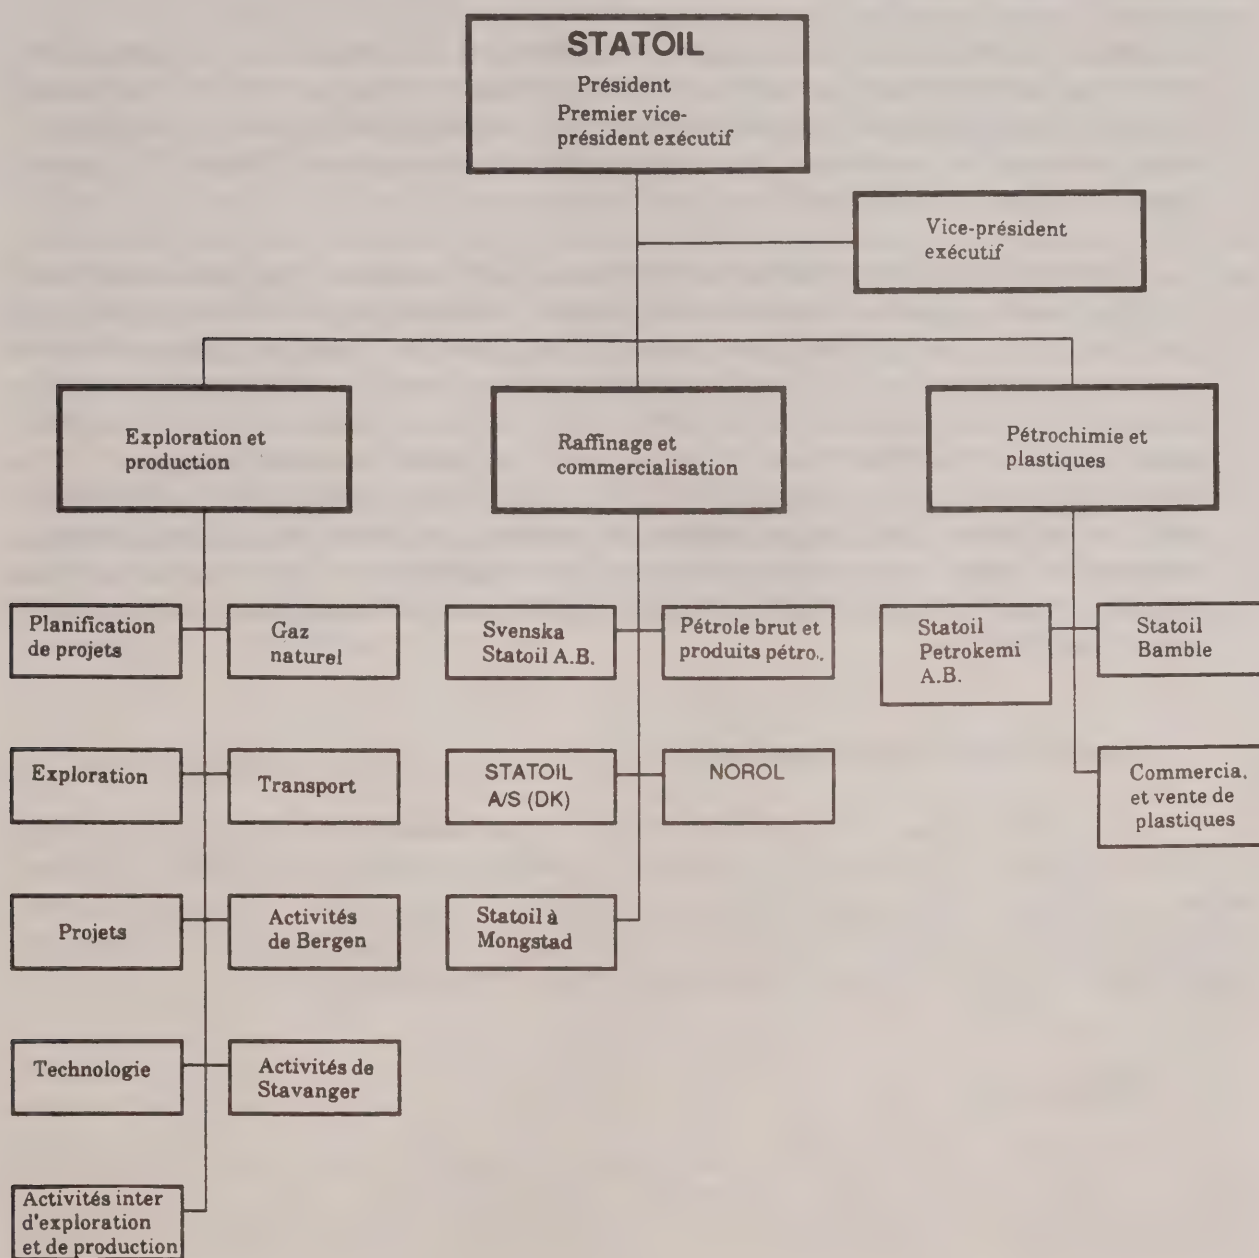 STATOIL
Président
Premier vice-
président exécutif
Vice-président
exécutif
Exploration et
production
Raffinage et
commercialisation
Pétrochimie et
plastiques
Planification
de projets
Gaz
naturel
Svenska
Statoil A.B.
Pétrole brut et
produits pétro..
Statoil
Petrokemi
A.B.
Statoil
Bamble
Exploration
Transport
STATOIL
A/S (DK)
NOROL
Commercia.
et vente de
plastiques
Projets
Activités
de Bergen
Statoil à
Mongstad
Technologie
Activités de
Stavanger
Activités inter
d'exploration
et de production